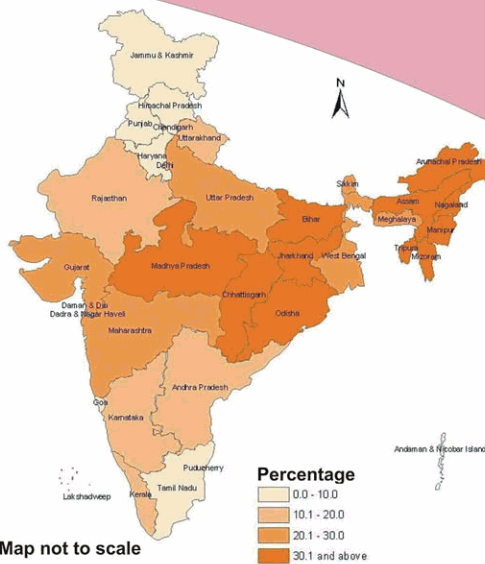 Jammu & Kashmir
N
Himachal Pradesh
Punjab
Chandigarh
Uttarakhand
Haryana
Delhi
Arunachal Pradesh
Rajasthan
Uttar Pradesh
Sikkim
Assam
Nagaland
Bihar
Meghalaya
Manipur
Gujarat
Madhya Pradesh
Jharkhand
West Bengal
Tripura
Mizoram
Chhattisgarh
Daman & Diu
Dadra & Nagar Haveli
Odisha
Maharashtra
Andhra Pradesh
Goa
Karnataka
Andaman & Nicobar Island
Puducherry
Percentage
Lakshadweep
Kerala
Tamil Nadu
0.0 - 10.0
10.1 - 20.0
20.1 - 30.0
30.1 and above
Map not to scale